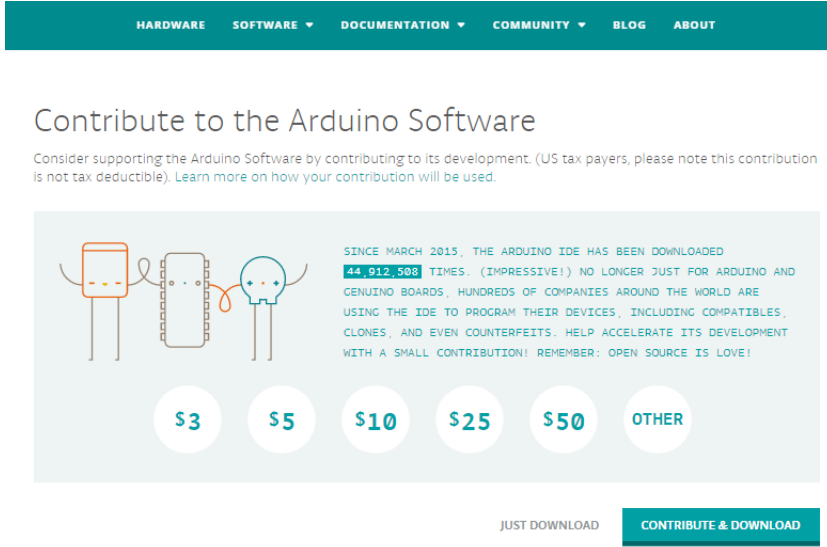 HARDWARE SOFTWARE DOCUMENTATION COMMUNITY BLOG ABOUT
Contribute to the Arduino Software
Consider supporting the Arduino Software by contributing to its development. (US tax payers, please note this contribution
is not tax deductible). Learn more on how your contribution will be used.
SINCE MARCH 2015, THE ARDUINO IDE HAS BEEN DOWNLOADED
44,912,508 TIMES. (IMPRESSIVE!) NO LONGER JUST FOR ARDUINO AND
GENUINO BOARDS, HUNDREDS OF COMPANIES AROUND THE WORLD ARE
USING THE IDE TO PROGRAM THEIR DEVICES, INCLUDING COMPATIBLES,
CLONES, AND EVEN COUNTERFEITS. HELP ACCELERATE ITS DEVELOPMENT
WITH A SMALL CONTRIBUTION! REMEMBER: OPEN SOURCE IS LOVE!
$3 $5 $10 $25 $50 OTHER
JUST DOWNLOAD CONTRIBUTE & DOWNLOAD